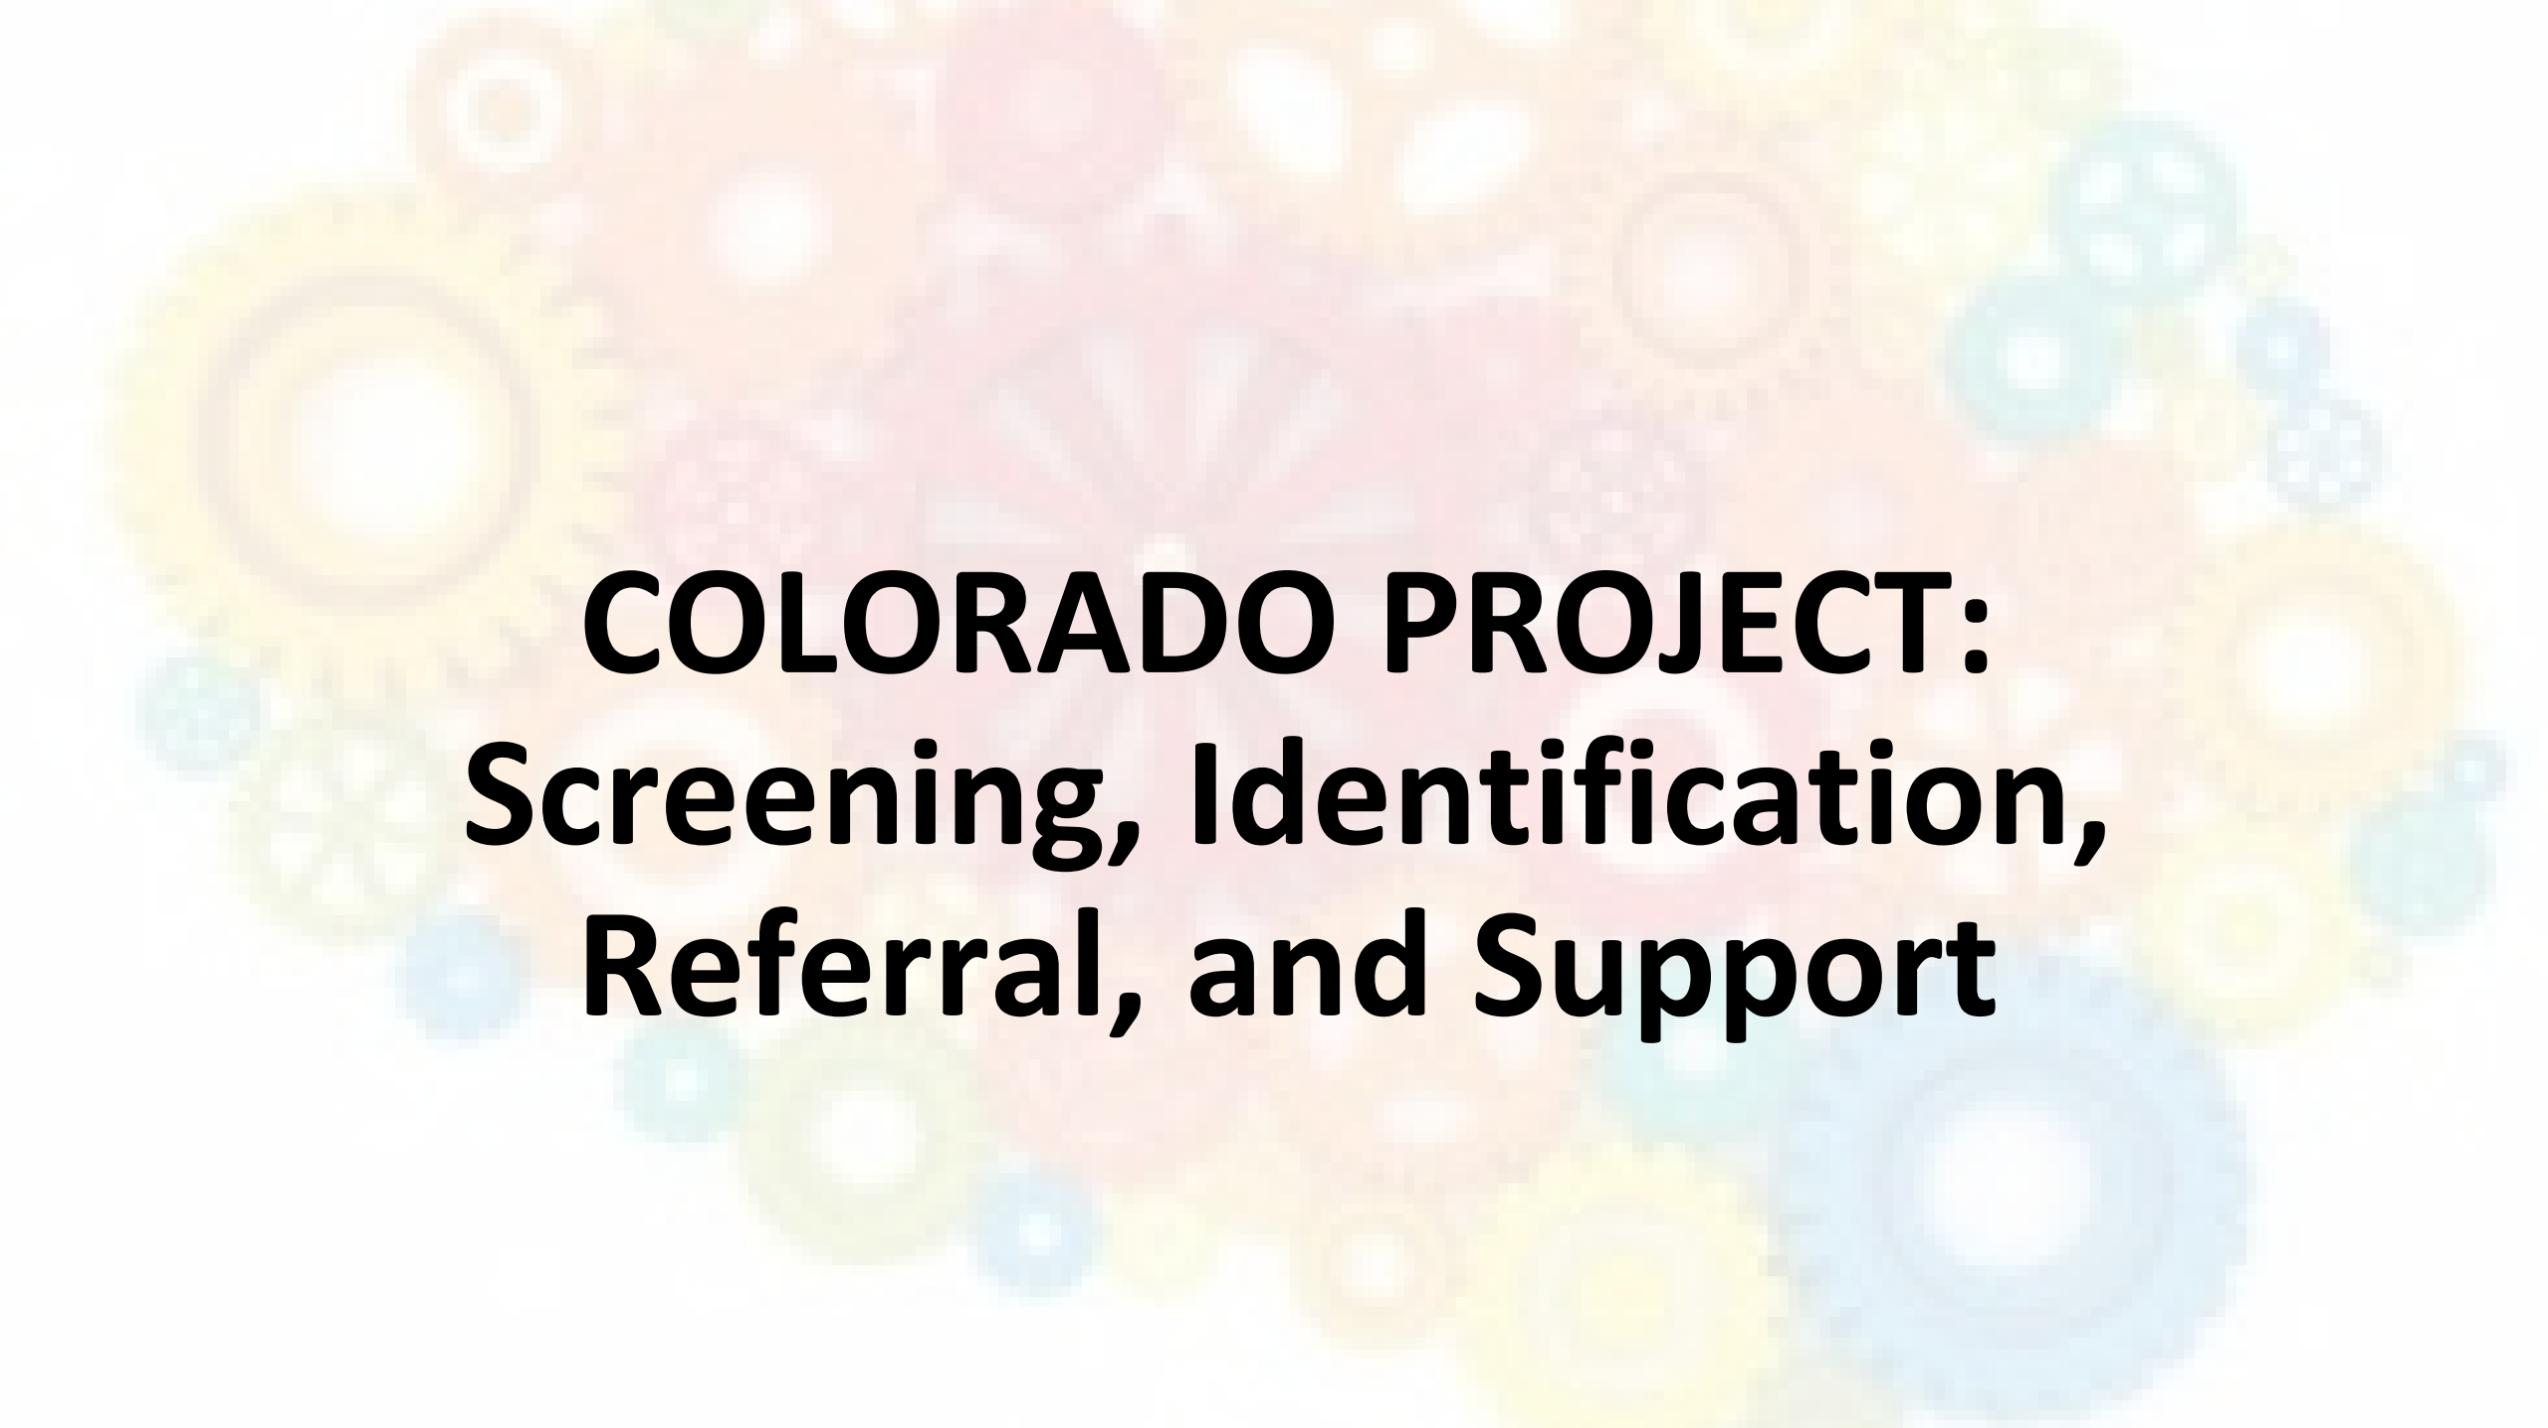 COLORADO PROJECT:
Screening, Identification,
Referral, and Support